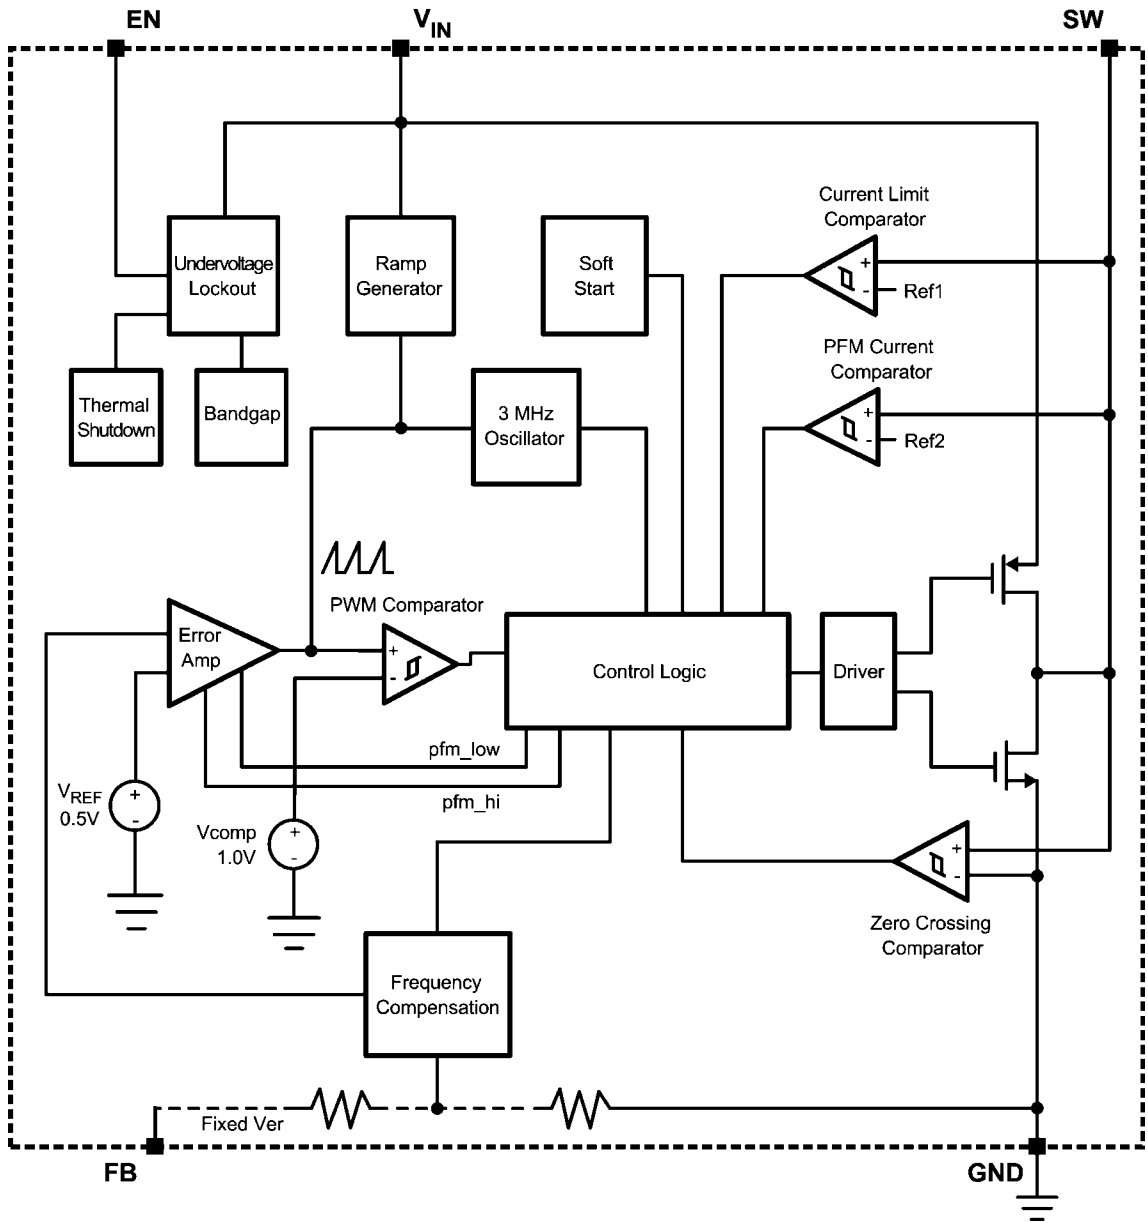 EN
VIN
SW
Current Limit
Comparator
Undervoltage
Lockout
Ramp
Generator
Soft
Start
+
-
Ref1
PFM Current
Comparator
Thermal
Shutdown
Bandgap
3 MHz
Oscillator
+
-
Ref2
PWM Comparator
Error
Amp
+
-
Control Logic
Driver
pfm_low
pfm_hi
VREF
0.5V
+
-
Vcomp
1.0V
+
-
+
-
Zero Crossing
Comparator
Frequency
Compensation
Fixed Ver
FB
GND